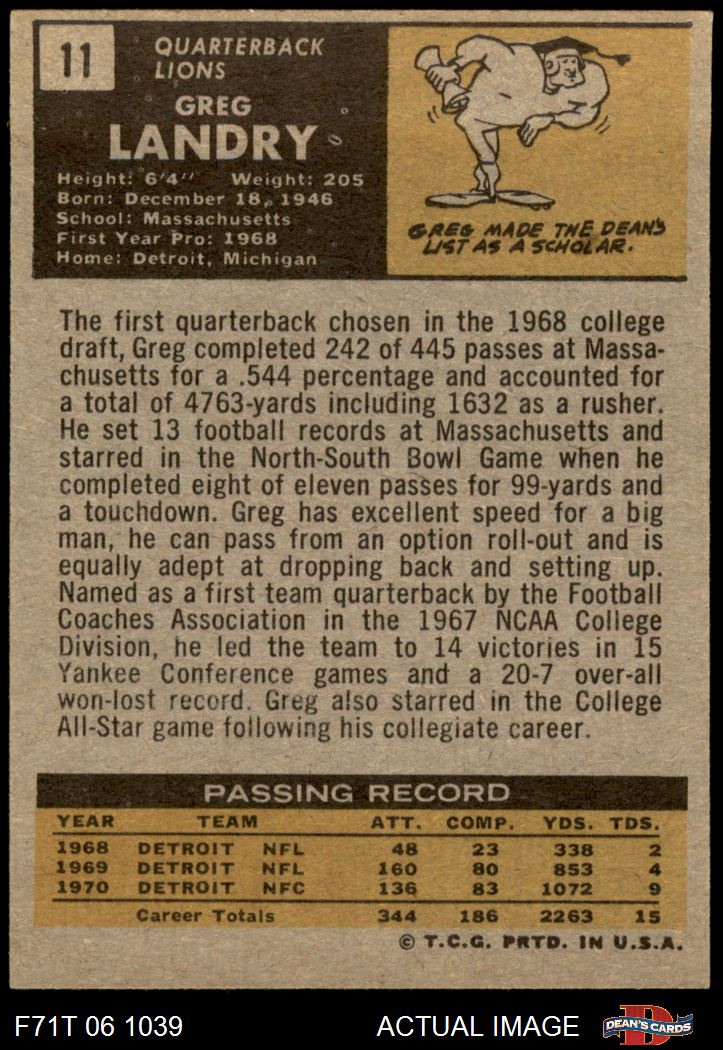 11
QUARTERBACK
LIONS
GREG
LANDRY
Height: 6'4'' Weight: 205
Born: December 18, 1946
School: Massachusetts
First Year Pro: 1968
Home: Detroit, Michigan
GREG MADE THE DEAN'S
LIST AS A SCHOLAR.
The first quarterback chosen in the 1968 college
draft, Greg completed 242 of 445 passes at Massa-
chusetts for a .544 percentage and accounted for
a total of 4763-yards including 1632 as a rusher.
He set 13 football records at Massachusetts and
starred in the North-South Bowl Game when he
completed eight of eleven passes for 99-yards and
a touchdown. Greg has excellent speed for a big
man, he can pass from an option roll-out and is
equally adept at dropping back and setting up.
Named as a first team quarterback by the Football
Coaches Association in the 1967 NCAA College
Division, he led the team to 14 victories in 15
Yankee Conference games and a 20-7 over-all
won-lost record. Greg also starred in the College
All-Star game following his collegiate career.
PASSING RECORD
YEAR TEAM ATT. COMP. YDS. TDS.
1968 DETROIT NFL 48 23 338 2
1969 DETROIT NFL 160 80 853 4
1970 DETROIT NFC 136 83 1072 9
Career Totals 344 186 2263 15
© T.C.G. PRTD. IN U.S.A.
F71T 06 1039 ACTUAL IMAGE D DEAN'S CARDS